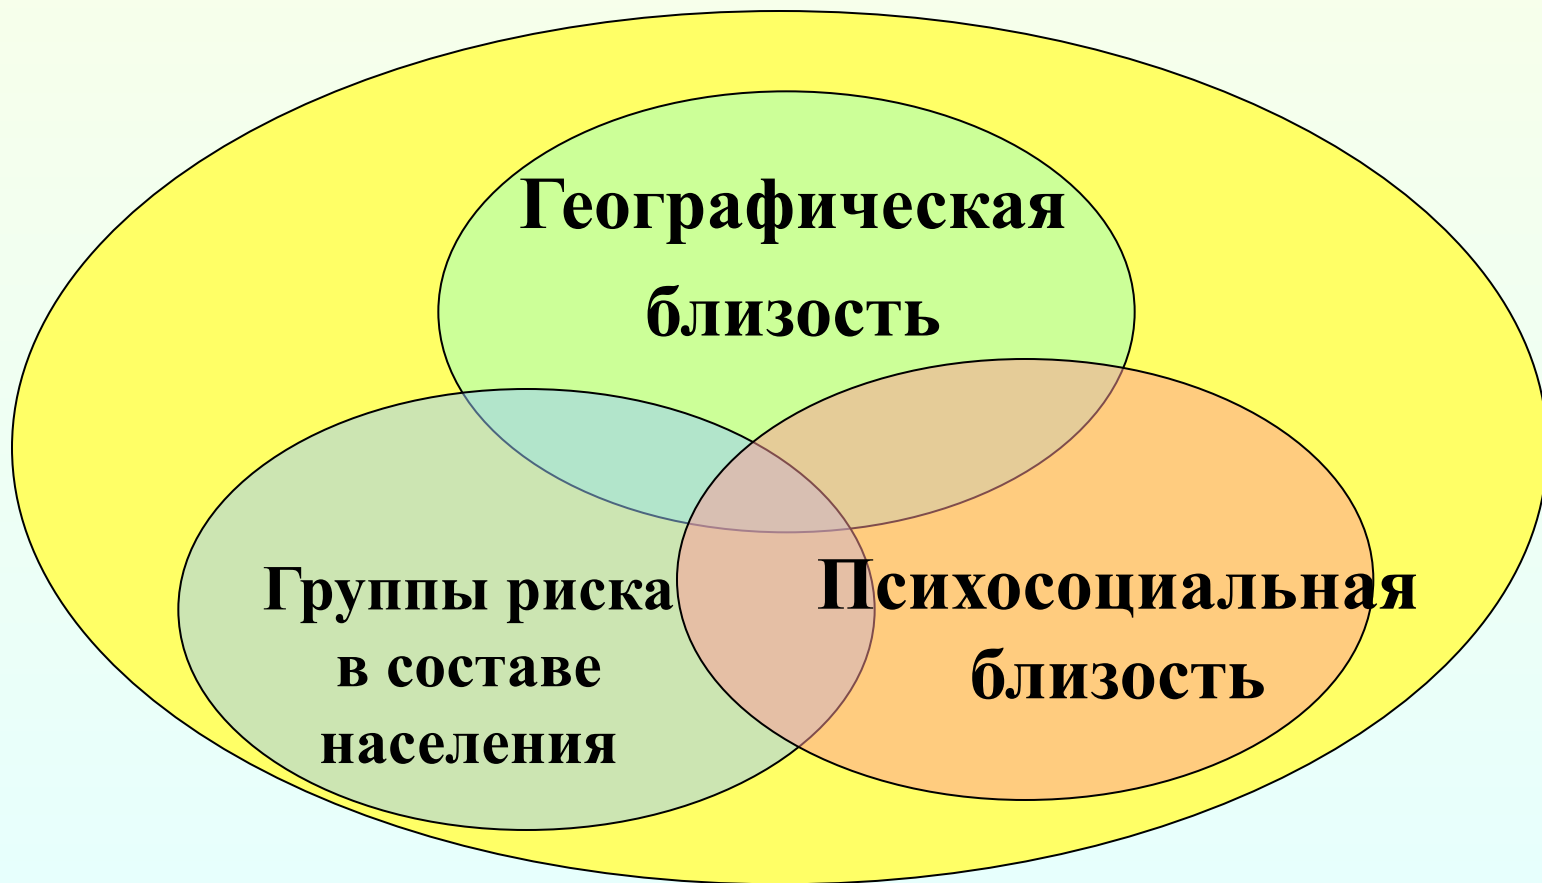 Географическая
близость
Группы риска
в составе
населения
Психосоциальная
близость